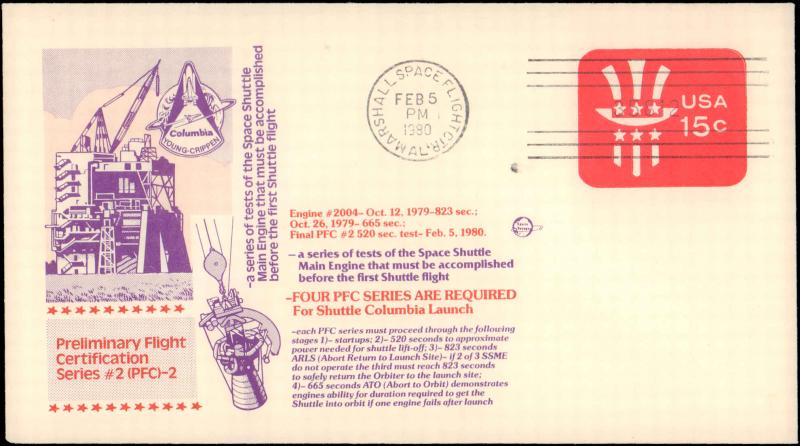 Columbia
YOUNG-CRIPPEN
-a series of tests of the Space Shuttle
Main Engine that must be accomplished
before the first Shuttle flight
MARSHALL SPACE FLIGHT CTR. AL
FEB 5
PM
1980
USA
15c
Engine #2004- Oct. 12, 1979-823 sec.;
Oct. 26, 1979- 665 sec.;
Final PFC #2 520 sec. test- Feb. 5, 1980.
- a series of tests of the Space Shuttle
Main Engine that must be accomplished
before the first Shuttle flight
-FOUR PFC SERIES ARE REQUIRED
For Shuttle Columbia Launch
-each PFC series must proceed through the following
stages 1)- startups; 2)- 520 seconds to approximate
power needed for shuttle lift-off; 3)- 823 seconds
ARLS (Abort Return to Launch Site)- if 2 of 3 SSME
do not operate the third must reach 823 seconds
to safely return the Orbiter to the launch site;
4)- 665 seconds ATO (Abort to Orbit) demonstrates
engines ability for duration required to get the
Shuttle into orbit if one engine fails after launch
Preliminary Flight
Certification
Series #2 (PFC)-2